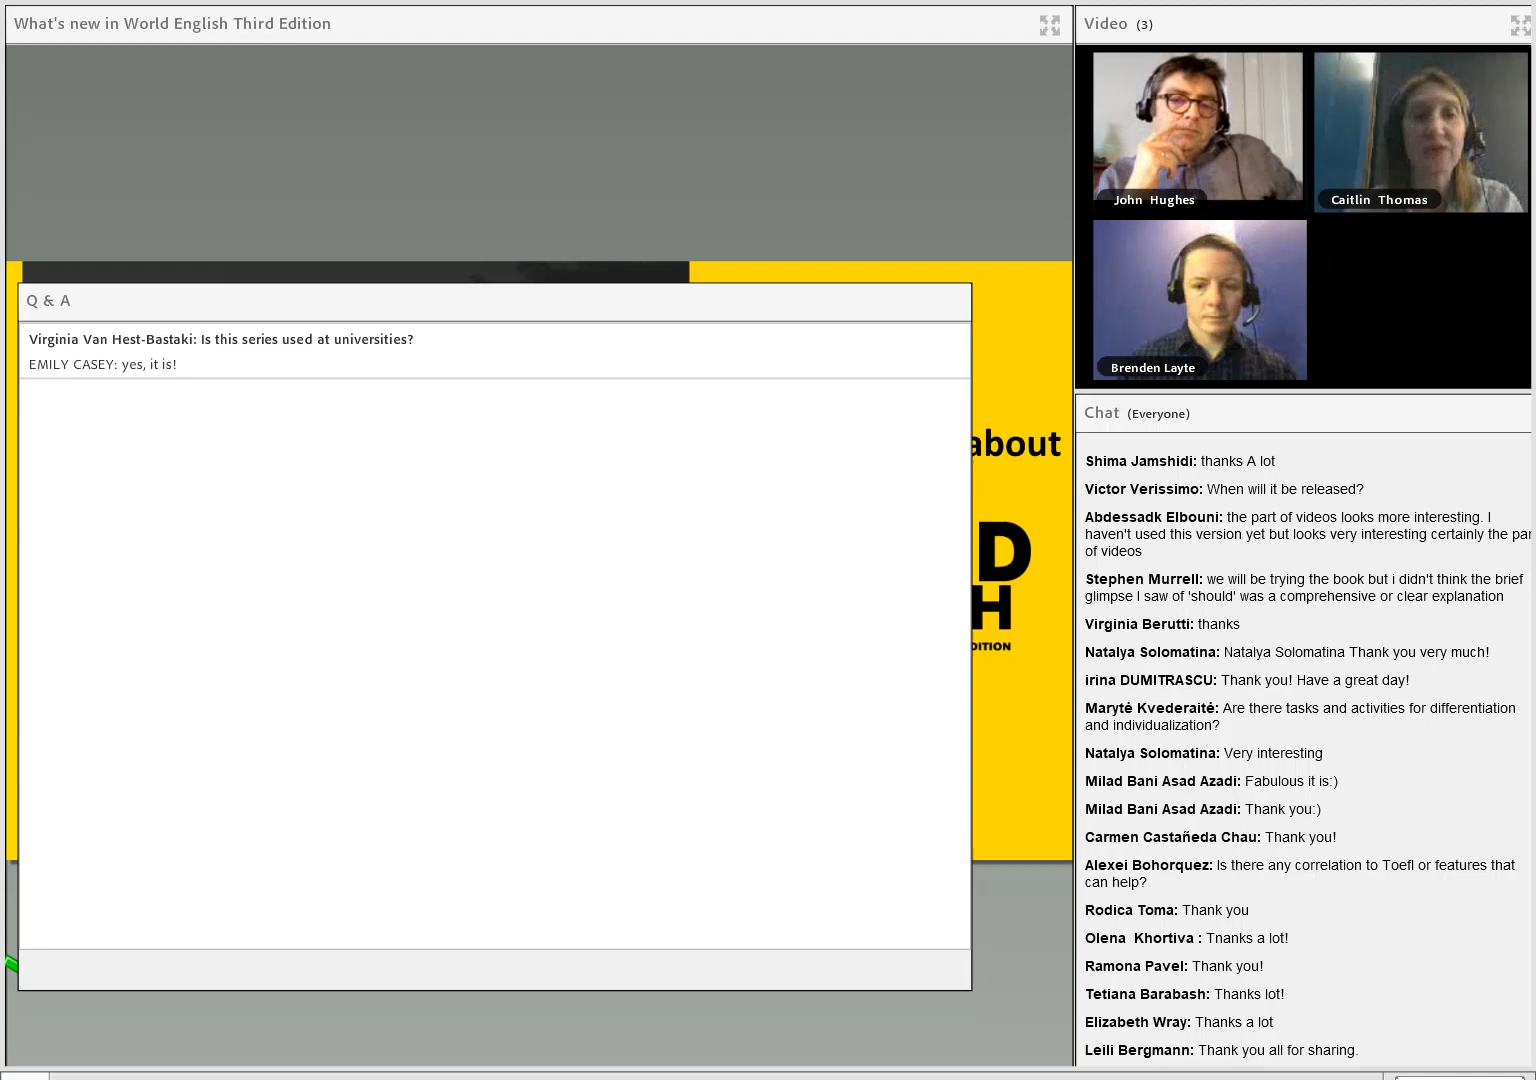 What's new in World English Third Edition
Video (3)
John Hughes
Caitlin Thomas
Brenden Layte
Q & A
Virginia Van Hest-Bastaki: Is this series used at universities?
EMILY CASEY: yes, it is!
about
D
H
DITION
Chat (Everyone)
Shima Jamshidi: thanks A lot
Victor Verissimo: When will it be released?
Abdessadk Elbouni: the part of videos looks more interesting. I
haven't used this version yet but looks very interesting certainly the par
of videos
Stephen Murrell: we will be trying the book but i didn't think the brief
glimpse I saw of 'should' was a comprehensive or clear explanation
Virginia Berutti: thanks
Natalya Solomatina: Natalya Solomatina Thank you very much!
irina DUMITRASCU: Thank you! Have a great day!
Marytė Kvederaitė: Are there tasks and activities for differentiation
and individualization?
Natalya Solomatina: Very interesting
Milad Bani Asad Azadi: Fabulous it is:)
Milad Bani Asad Azadi: Thank you:)
Carmen Castañeda Chau: Thank you!
Alexei Bohorquez: Is there any correlation to Toefl or features that
can help?
Rodica Toma: Thank you
Olena Khortiva : Tnanks a lot!
Ramona Pavel: Thank you!
Tetiana Barabash: Thanks lot!
Elizabeth Wray: Thanks a lot
Leili Bergmann: Thank you all for sharing.